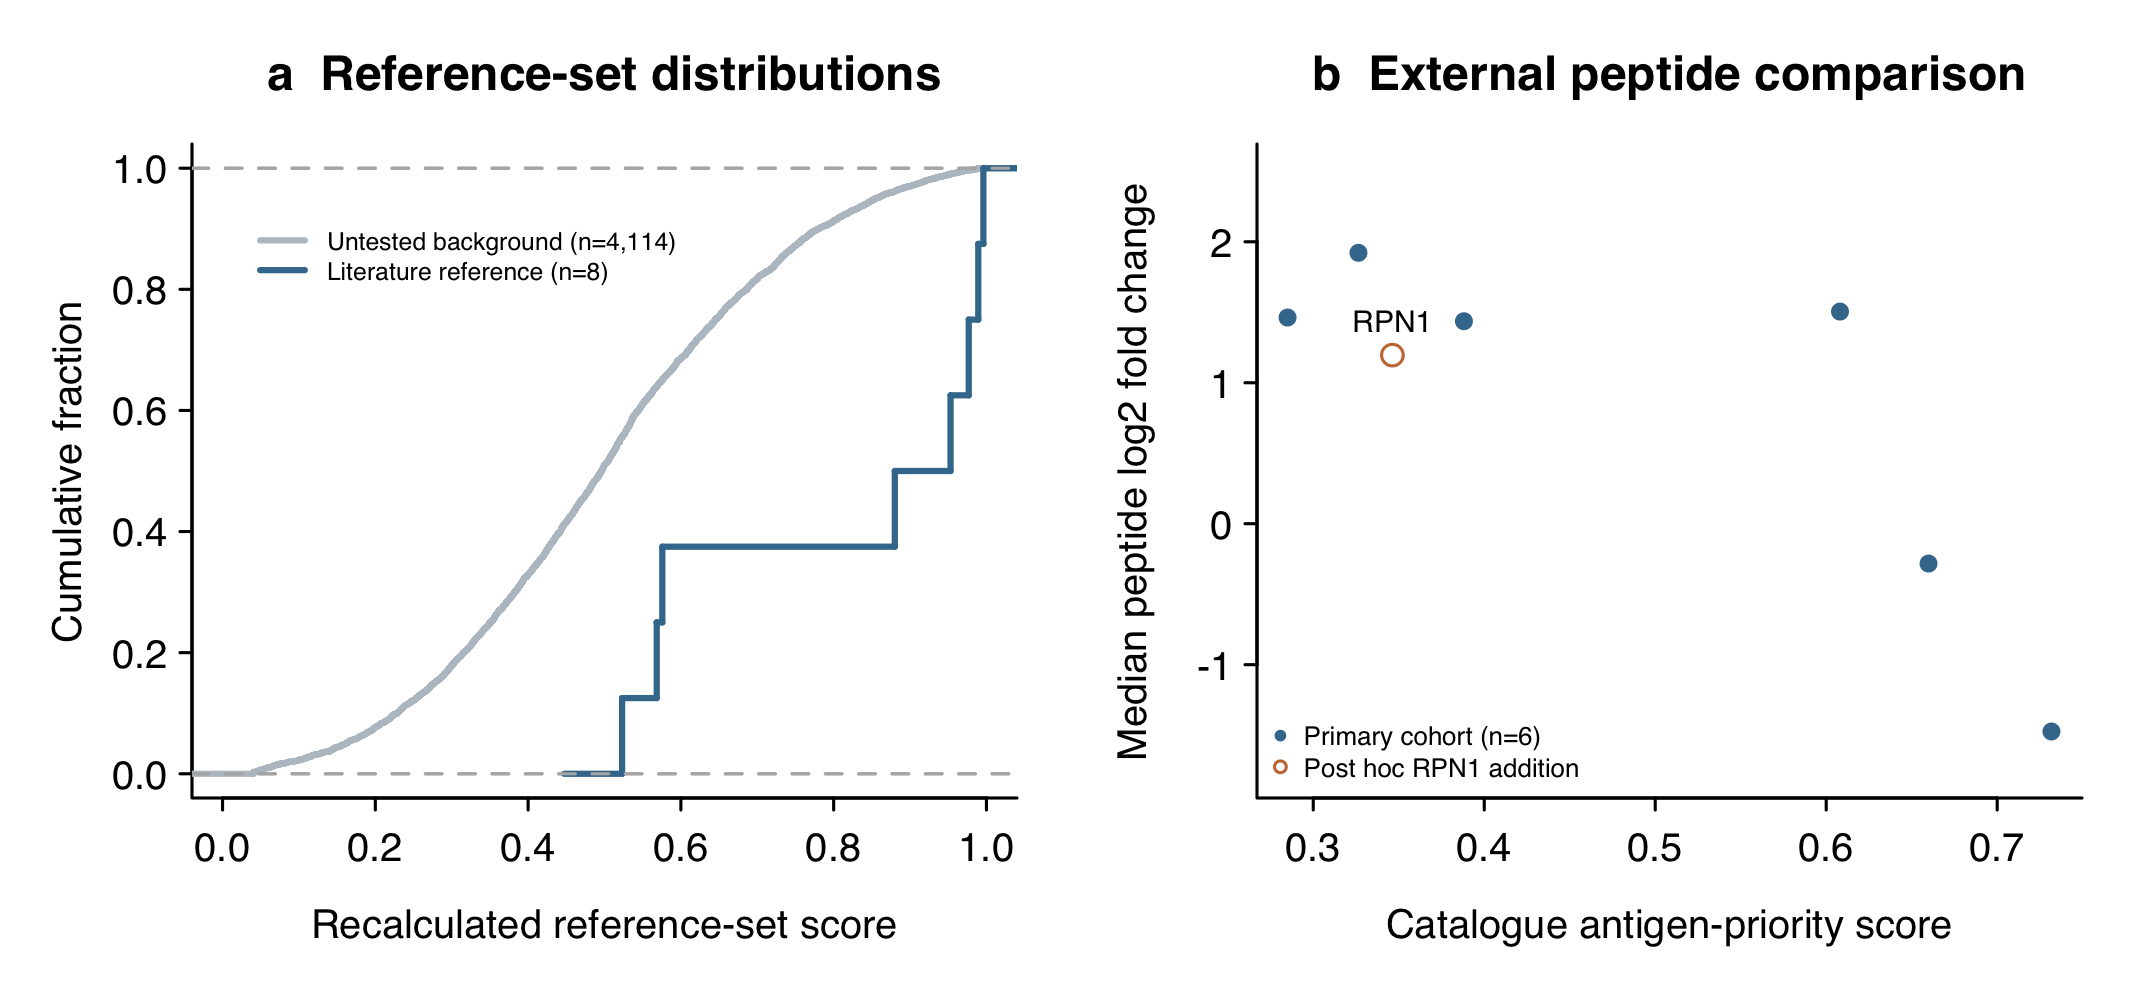 a Reference-set distributions
Cumulative fraction
1.0
0.8
0.6
0.4
0.2
0.0
Untested background (n=4,114)
Literature reference (n=8)
0.0 0.2 0.4 0.6 0.8 1.0
Recalculated reference-set score
b External peptide comparison
Median peptide log2 fold change
2
1
0
-1
RPN1
Primary cohort (n=6)
Post hoc RPN1 addition
0.3 0.4 0.5 0.6 0.7
Catalogue antigen-priority score